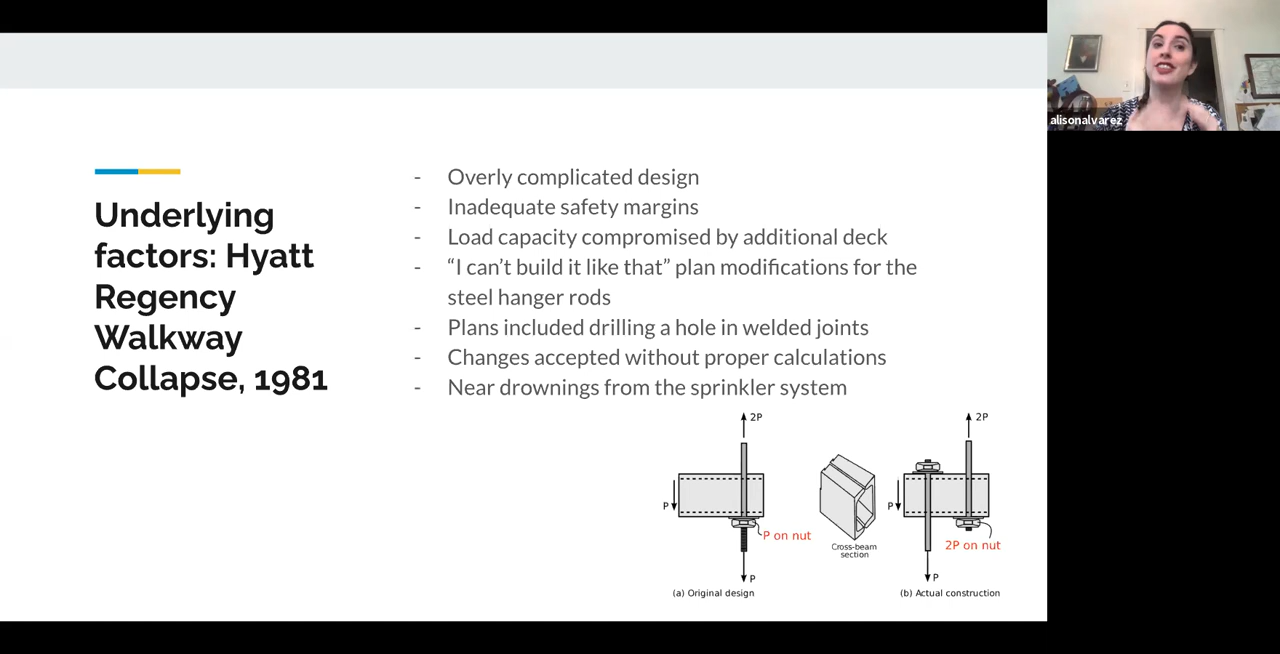 alisonalvarez
Underlying
factors: Hyatt
Regency
Walkway
Collapse, 1981
- Overly complicated design
- Inadequate safety margins
- Load capacity compromised by additional deck
- “I can’t build it like that” plan modifications for the
steel hanger rods
- Plans included drilling a hole in welded joints
- Changes accepted without proper calculations
- Near drownings from the sprinkler system
2P
P
P on nut
P
(a) Original design
Cross-beam
section
2P
P
2P on nut
P
(b) Actual construction